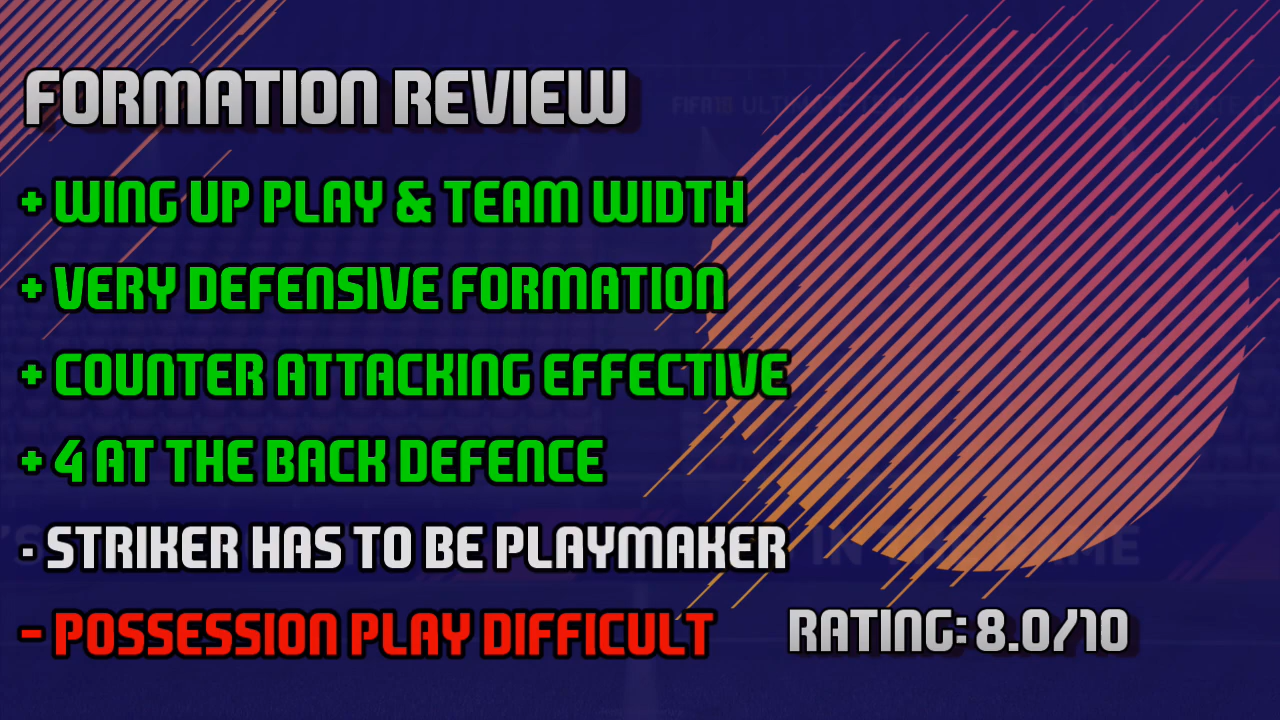 FORMATION REVIEW
+ WING UP PLAY & TEAM WIDTH
+ VERY DEFENSIVE FORMATION
+ COUNTER ATTACKING EFFECTIVE
+ 4 AT THE BACK DEFENCE
- STRIKER HAS TO BE PLAYMAKER
- POSSESSION PLAY DIFFICULT
RATING: 8.0/10